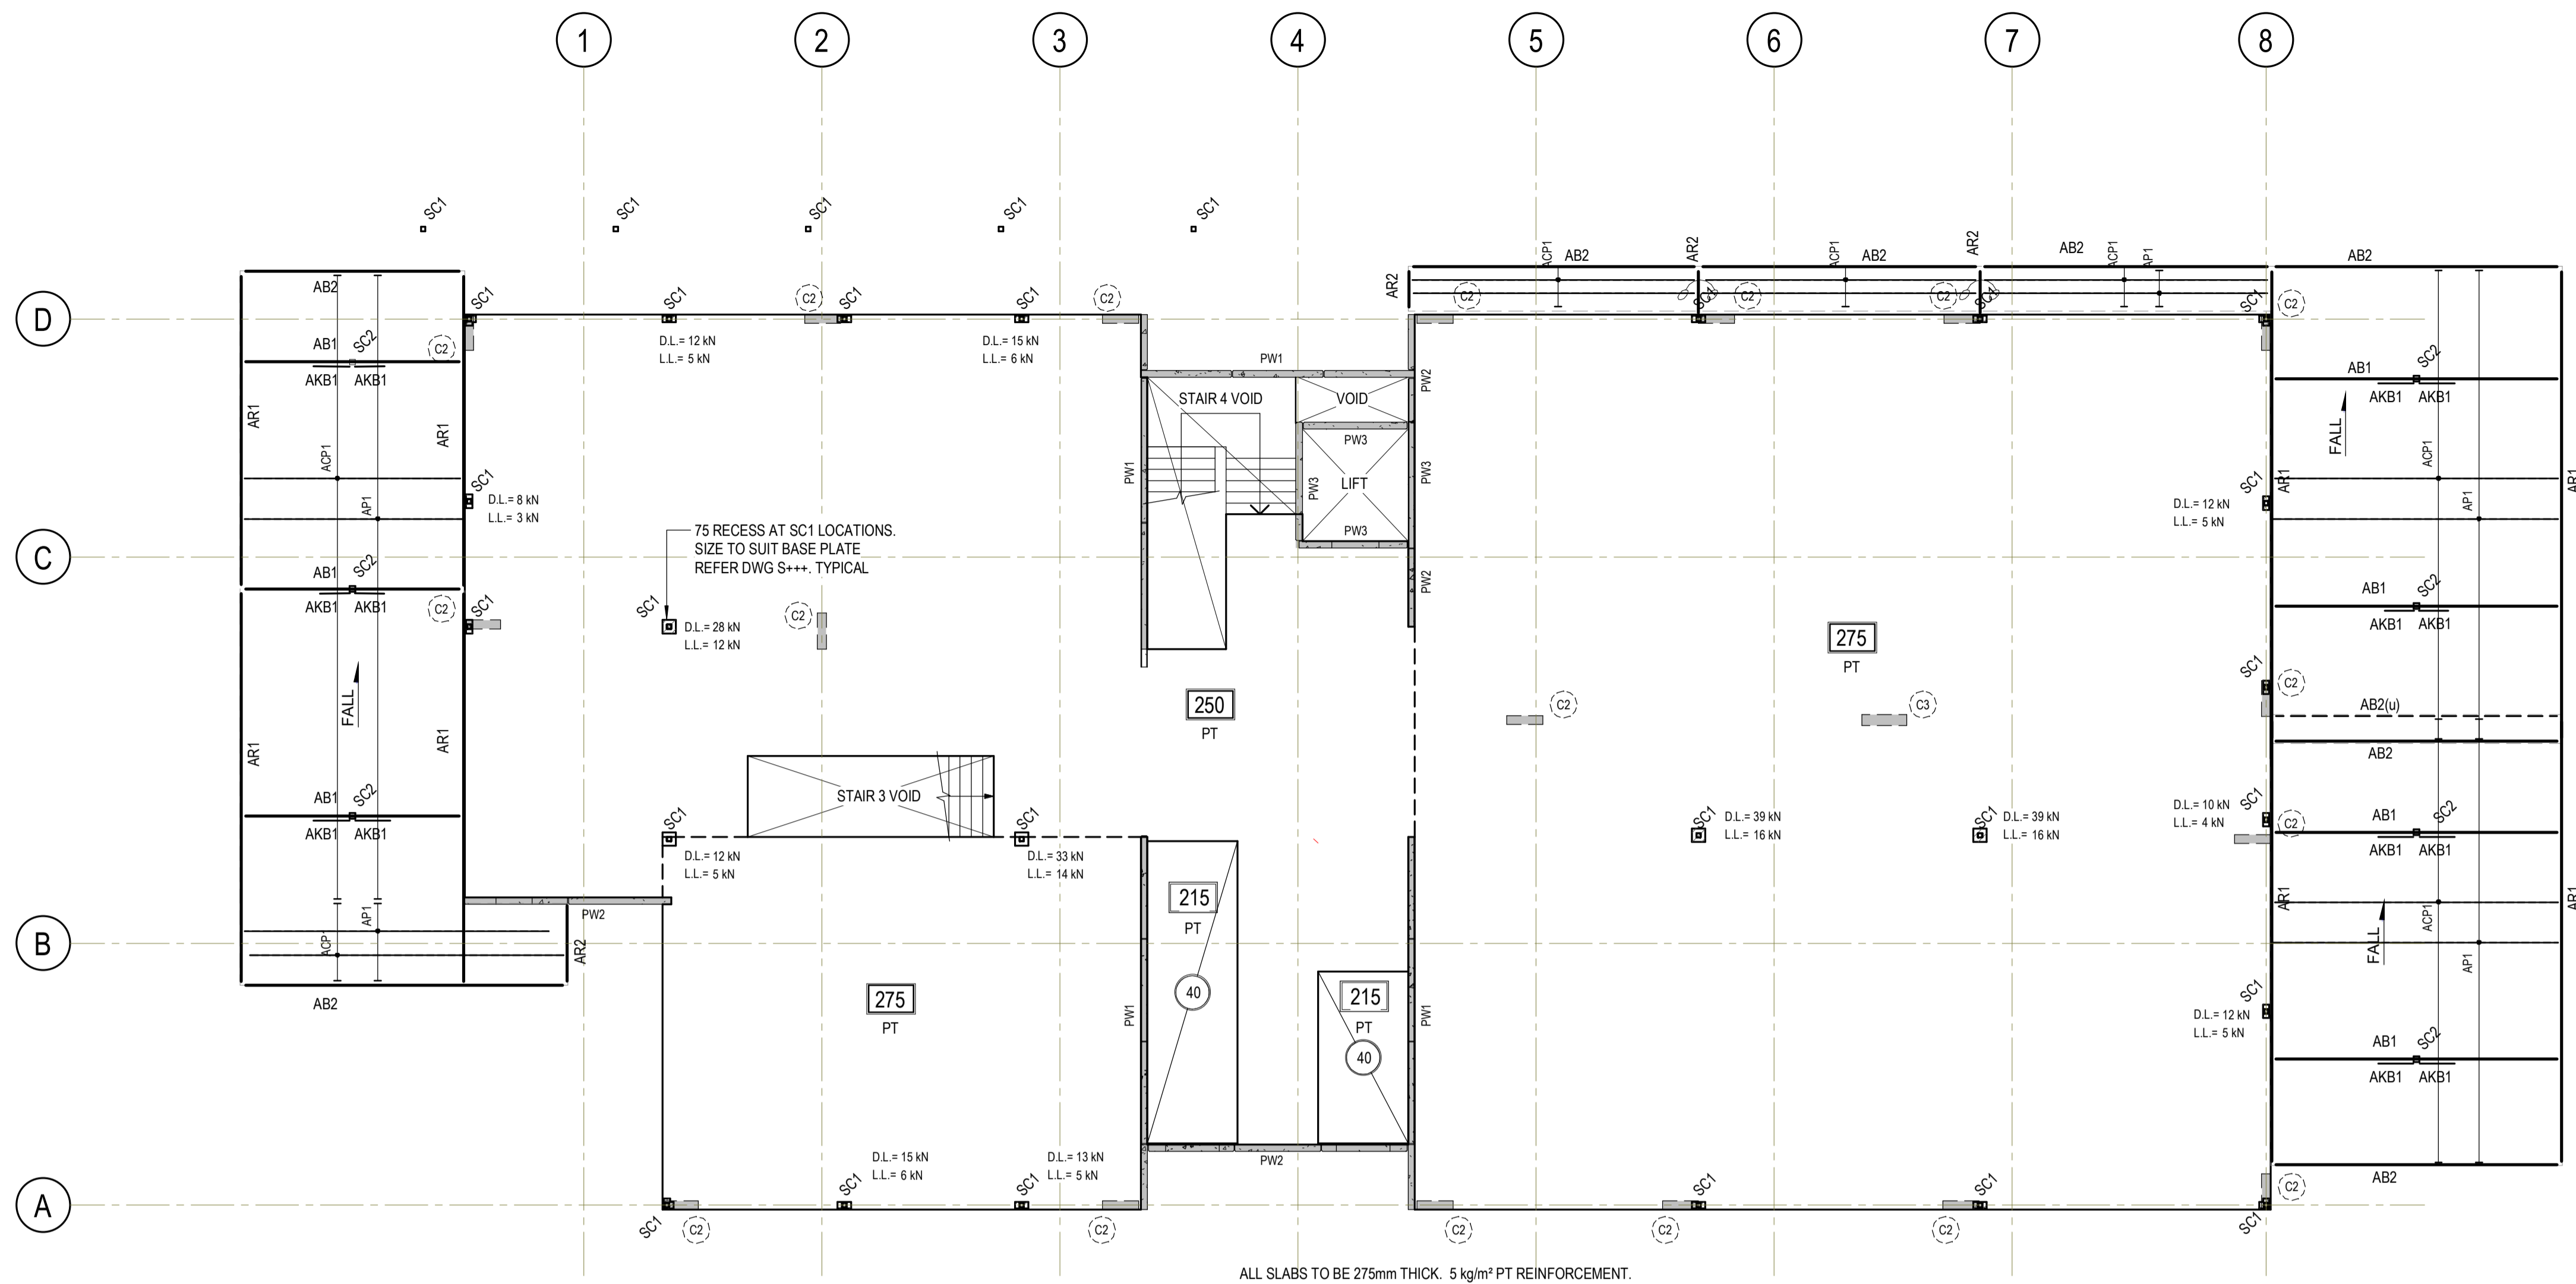 1 2 3 4 5 6 7 8
SC1 SC1 SC1 SC1 SC1
AR2 AR2
ACP1 AB2 ACP1 AB2 AB2 ACP1 AP1 AB2
AR2
AB2
D
SC1 SC1 C2 SC1 SC1 C2 C2 SC1 C2 C2 SC1 SC1 C2
D.L.= 12 kN
L.L.= 5 kN
D.L.= 15 kN
L.L.= 6 kN
AB1 SC2 C2
AKB1 AKB1
PW1
PW2
AB1 SC2
AKB1 AKB1
STAIR 4 VOID
VOID
AR1 AR1
FALL
PW3
ACP1
PW1
PW3
PW3
LIFT
SC1
D.L.= 8 kN
L.L.= 3 kN
AP1
SC1
D.L.= 12 kN
L.L.= 5 kN
AR1
ACP1
AP1
AR1
75 RECESS AT SC1 LOCATIONS.
SIZE TO SUIT BASE PLATE
REFER DWG S+++. TYPICAL
PW3
C
PW2
AB1 SC2
AKB1 AKB1
C2 SC1
SC1
D.L.= 28 kN
L.L.= 12 kN
C2
AB1 SC2
AKB1 AKB1
275
PT
SC1 C2
FALL
AR1 AR1
250
PT
C2
C3
AB2(u)
AB2
STAIR 3 VOID
AB1 SC2
AKB1 AKB1
SC1
D.L.= 12 kN
L.L.= 5 kN
SC1
D.L.= 33 kN
L.L.= 14 kN
SC1
D.L.= 39 kN
L.L.= 16 kN
SC1
D.L.= 39 kN
L.L.= 16 kN
D.L.= 10 kN
L.L.= 4 kN
SC1
C2
AB1 SC2
AKB1 AKB1
215
PT
PW2
AP1
ACP1
AR2
B
AR1
FALL
ACP1
AP1
AR1
AB2
275
PT
40
PW1
215
PT
40
PW1
D.L.= 12 kN
L.L.= 5 kN
SC1
AB1 SC2
AKB1 AKB1
D.L.= 15 kN
L.L.= 6 kN
D.L.= 13 kN
L.L.= 5 kN
PW2
AB2
A
SC1 C2 SC1 SC1 C2 C2 C2 SC1 C2 SC1 C2 SC1
ALL SLABS TO BE 275mm THICK. 5 kg/m² PT REINFORCEMENT.